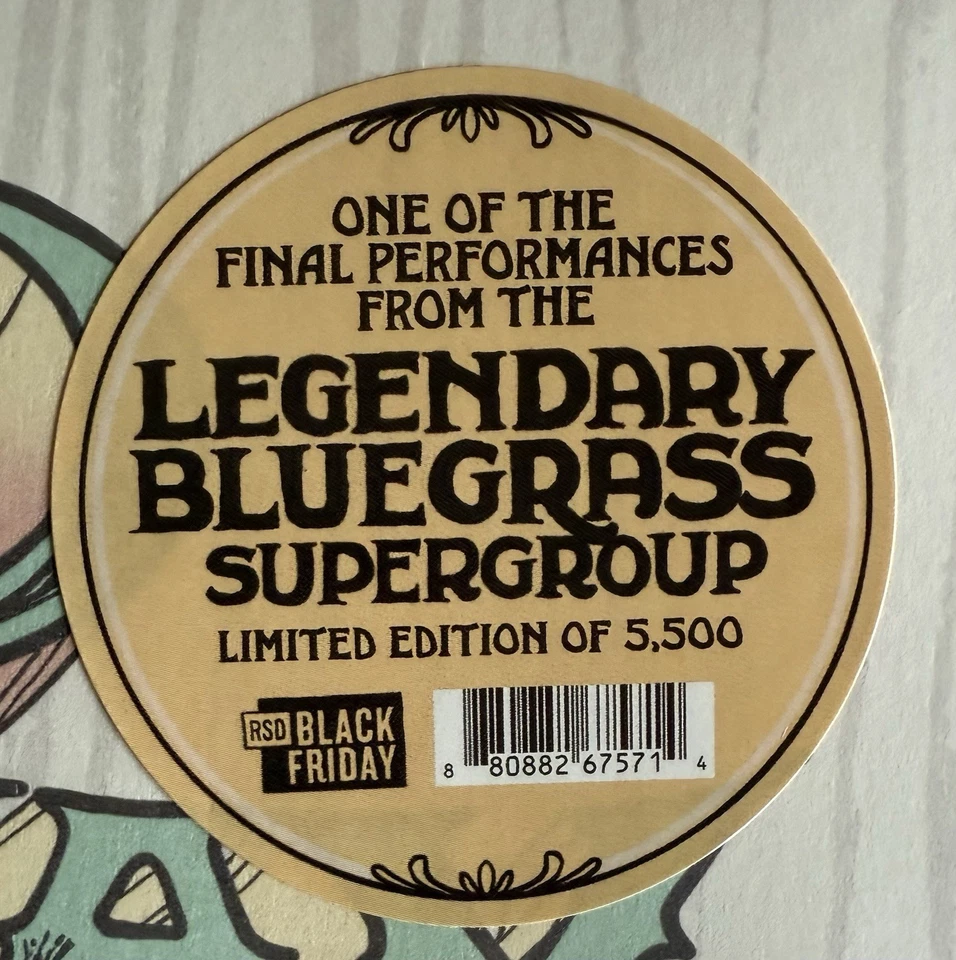 ONE OF THE
FINAL PERFORMANCES
FROM THE
LEGENDARY
BLUEGRASS
SUPERGROUP
LIMITED EDITION OF 5,500
RSD BLACK
FRIDAY
8 80882 67571 4